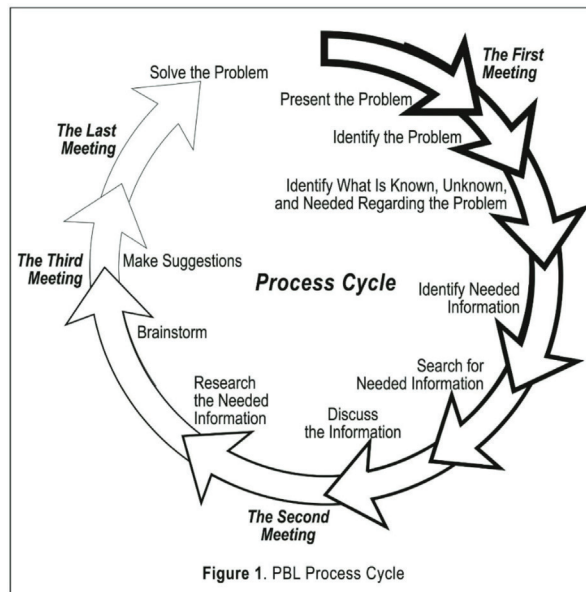 The First
Meeting
Present the Problem
Identify the Problem
Identify What Is Known, Unknown,
and Needed Regarding the Problem
Identify Needed
Information
Search for
Needed Information
Discuss
the Information
The Second
Meeting
Research
the Needed
Information
Brainstorm
The Third
Meeting
Make Suggestions
The Last
Meeting
Solve the Problem
Process Cycle
Figure 1. PBL Process Cycle